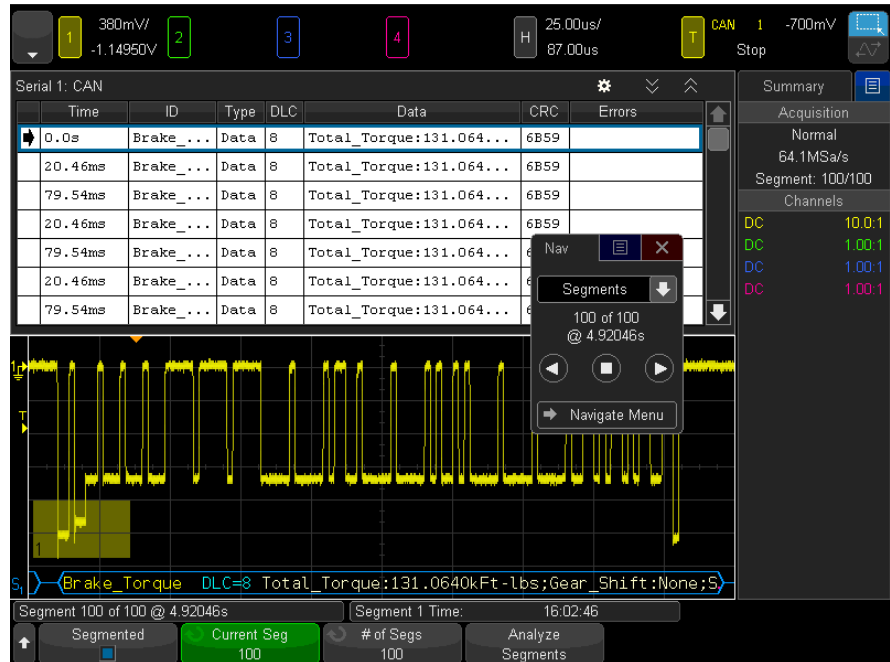 1 380mV/ 2 3 4 H 25.00us/ T CAN 1 -700mV
-1.14950V 87.00us Stop
Serial 1: CAN
Time ID Type DLC Data CRC Errors
0.0s Brake_... Data 8 Total_Torque:131.064... 6B59
20.46ms Brake_... Data 8 Total_Torque:131.064... 6B59
79.54ms Brake_... Data 8 Total_Torque:131.064... 6B59
20.46ms Brake_... Data 8 Total_Torque:131.064... 6B59
79.54ms Brake_... Data 8 Total_Torque:131.064...
20.46ms Brake_... Data 8 Total_Torque:131.064...
79.54ms Brake_... Data 8 Total_Torque:131.064...
Summary
Acquisition
Normal
64.1MSa/s
Segment: 100/100
Channels
DC 10.0:1
DC 1.00:1
DC 1.00:1
DC 1.00:1
Nav
Segments
100 of 100
@ 4.92046s
Navigate Menu
1
T
1
S1 Brake_Torque DLC=8 Total_Torque:131.0640kFt-lbs;Gear_Shift:None;S
Segment 100 of 100 @ 4.92046s Segment 1 Time: 16:02:46
Segmented Current Seg # of Segs Analyze
100 100 Segments